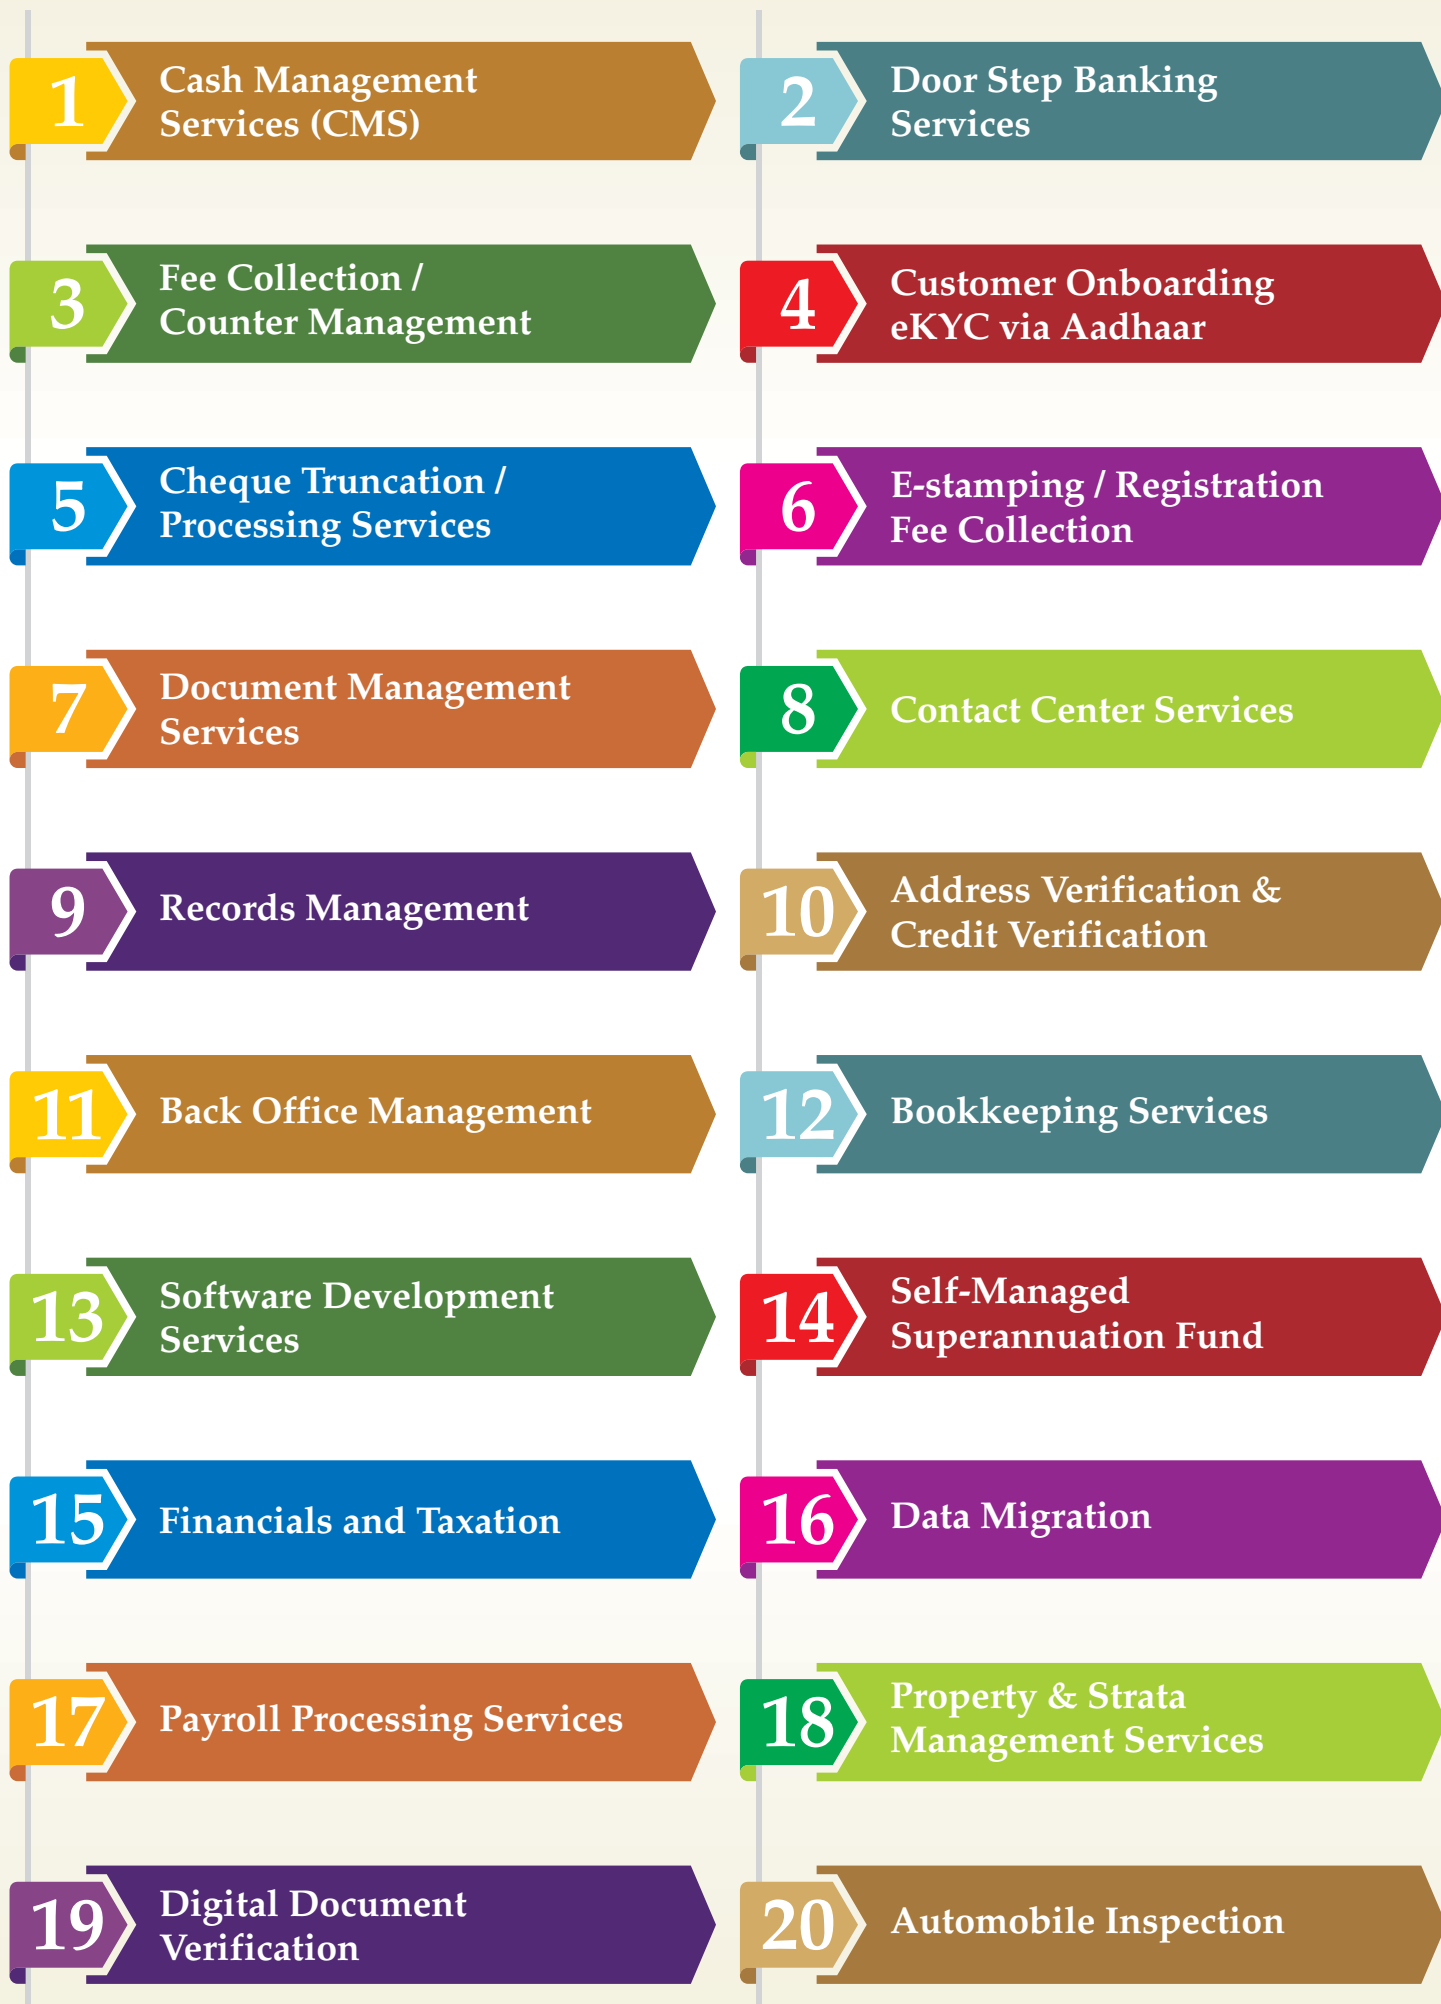 1
Cash Management
Services (CMS)
2
Door Step Banking
Services
3
Fee Collection /
Counter Management
4
Customer Onboarding
eKYC via Aadhaar
5
Cheque Truncation /
Processing Services
6
E-stamping / Registration
Fee Collection
7
Document Management
Services
8
Contact Center Services
9
Records Management
10
Address Verification &
Credit Verification
11
Back Office Management
12
Bookkeeping Services
13
Software Development
Services
14
Self-Managed
Superannuation Fund
15
Financials and Taxation
16
Data Migration
17
Payroll Processing Services
18
Property & Strata
Management Services
19
Digital Document
Verification
20
Automobile Inspection